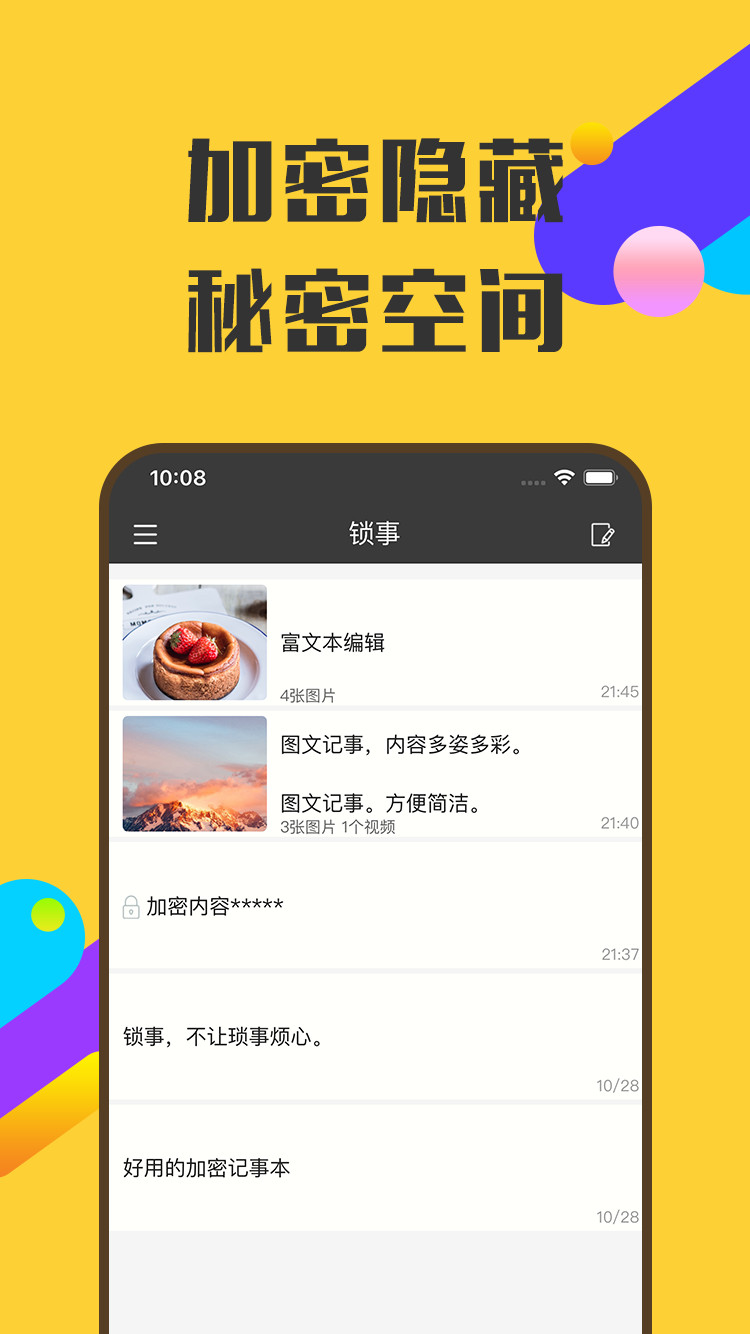 加密隐藏
秘密空间
10:08
锁事
富文本编辑
4张图片
21:45
图文记事，内容多姿多彩。
图文记事。方便简洁。
3张图片 1个视频
21:40
加密内容*****
21:37
锁事，不让琐事烦心。
10/28
好用的加密记事本
10/28